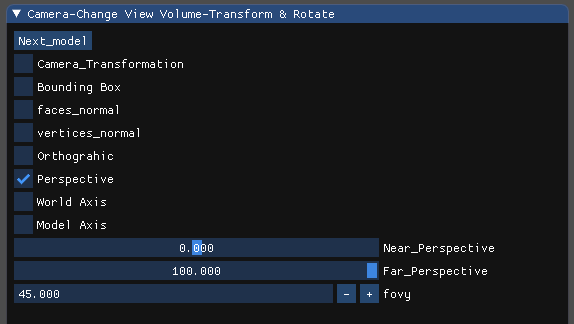 Camera-Change View Volume-Transform & Rotate
Next_model
Camera_Transformation
Bounding Box
faces_normal
vertices_normal
Orthograhic
Perspective
World Axis
Model Axis
0.000 Near_Perspective
100.000 Far_Perspective
45.000 - + fovy